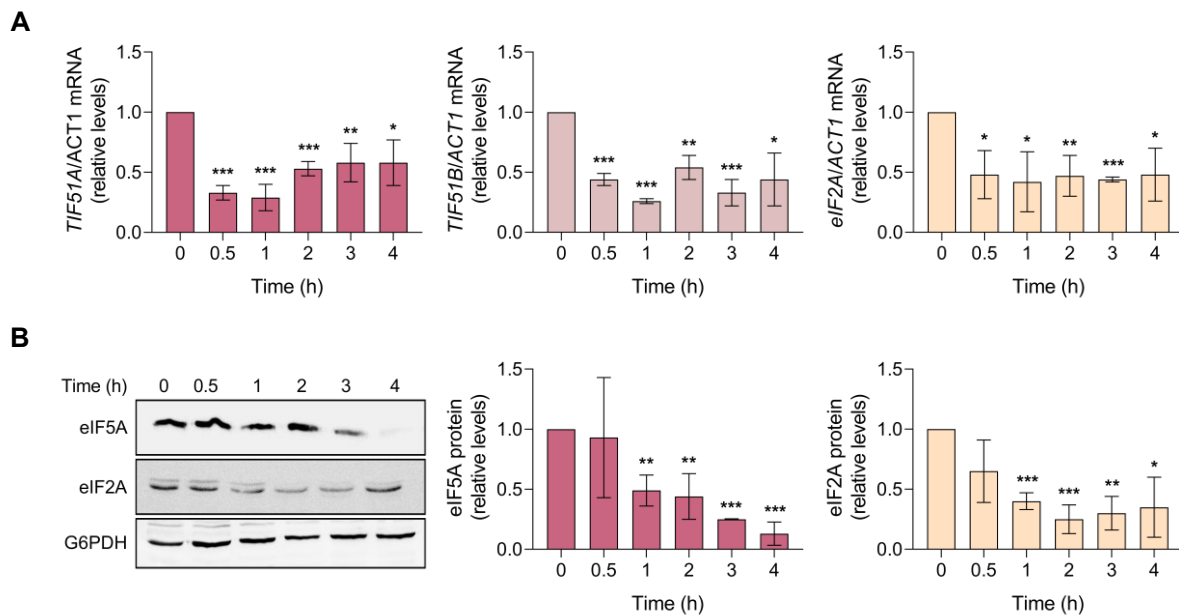 A
TIF51A/ACT1 mRNA
(relative levels)
1.5
1.0
0.5
0.0
***
***
**
**
*
0 0.5 1 2 3 4
Time (h)
TIF51B/ACT1 mRNA
(relative levels)
1.5
1.0
0.5
0.0
***
***
**
***
*
0 0.5 1 2 3 4
Time (h)
eIF2A/ACT1 mRNA
(relative levels)
1.5
1.0
0.5
0.0
*
*
**
***
*
0 0.5 1 2 3 4
Time (h)
B
Time (h) 0 0.5 1 2 3 4
eIF5A
eIF2A
G6PDH
eIF5A protein
(relative levels)
1.5
1.0
0.5
0.0
**
**
***
***
0 0.5 1 2 3 4
Time (h)
eIF2A protein
(relative levels)
1.5
1.0
0.5
0.0
***
***
**
*
0 0.5 1 2 3 4
Time (h)